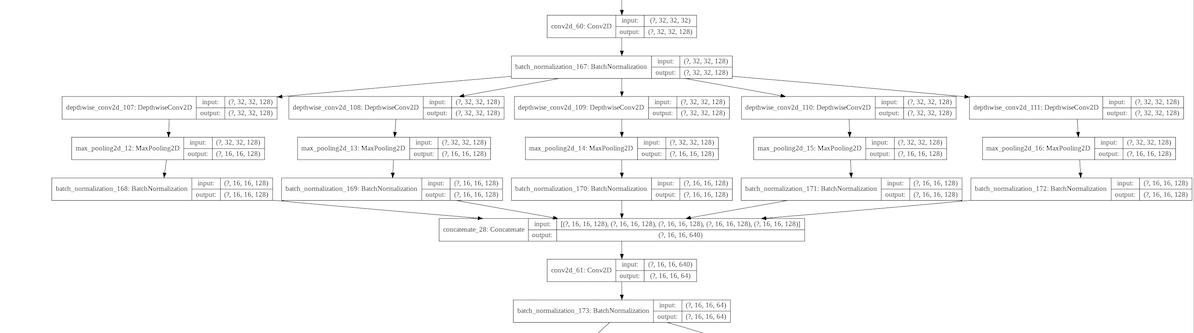 conv2d_60: Conv2D input: (?, 32, 32, 32)
output: (?, 32, 32, 128)
batch_normalization_167: BatchNormalization input: (?, 32, 32, 128)
output: (?, 32, 32, 128)
depthwise_conv2d_107: DepthwiseConv2D input: (?, 32, 32, 128)
output: (?, 32, 32, 128)
depthwise_conv2d_108: DepthwiseConv2D input: (?, 32, 32, 128)
output: (?, 32, 32, 128)
depthwise_conv2d_109: DepthwiseConv2D input: (?, 32, 32, 128)
output: (?, 32, 32, 128)
depthwise_conv2d_110: DepthwiseConv2D input: (?, 32, 32, 128)
output: (?, 32, 32, 128)
depthwise_conv2d_111: DepthwiseConv2D input: (?, 32, 32, 128)
output: (?, 32, 32, 128)
max_pooling2d_12: MaxPooling2D input: (?, 32, 32, 128)
output: (?, 16, 16, 128)
max_pooling2d_13: MaxPooling2D input: (?, 32, 32, 128)
output: (?, 16, 16, 128)
max_pooling2d_14: MaxPooling2D input: (?, 32, 32, 128)
output: (?, 16, 16, 128)
max_pooling2d_15: MaxPooling2D input: (?, 32, 32, 128)
output: (?, 16, 16, 128)
max_pooling2d_16: MaxPooling2D input: (?, 32, 32, 128)
output: (?, 16, 16, 128)
batch_normalization_168: BatchNormalization input: (?, 16, 16, 128)
output: (?, 16, 16, 128)
batch_normalization_169: BatchNormalization input: (?, 16, 16, 128)
output: (?, 16, 16, 128)
batch_normalization_170: BatchNormalization input: (?, 16, 16, 128)
output: (?, 16, 16, 128)
batch_normalization_171: BatchNormalization input: (?, 16, 16, 128)
output: (?, 16, 16, 128)
batch_normalization_172: BatchNormalization input: (?, 16, 16, 128)
output: (?, 16, 16, 128)
concatenate_28: Concatenate input: [(?, 16, 16, 128), (?, 16, 16, 128), (?, 16, 16, 128), (?, 16, 16, 128), (?, 16, 16, 128)]
output: (?, 16, 16, 640)
conv2d_61: Conv2D input: (?, 16, 16, 640)
output: (?, 16, 16, 64)
batch_normalization_173: BatchNormalization input: (?, 16, 16, 64)
output: (?, 16, 16, 64)